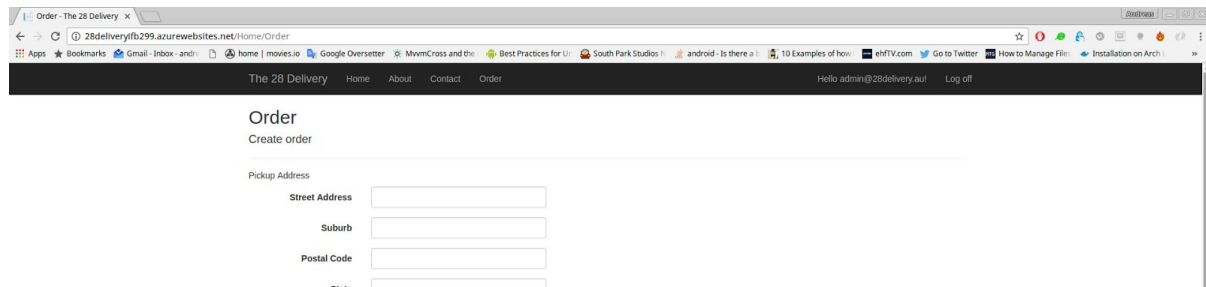 Order - The 28 Delivery
Andreas
28deliveryifb299.azurewebsites.net/Home/Order
Apps Bookmarks Gmail - Inbox - andre home | movies.io Google Oversetter MvvmCross and the Best Practices for Un South Park Studios N android - Is there a b 10 Examples of how ehfTV.com Go to Twitter How to Manage Files Installation on Arch L »
The 28 Delivery Home About Contact Order Hello admin@28delivery.au! Log off
Order
Create order
Pickup Address
Street Address
Suburb
Postal Code